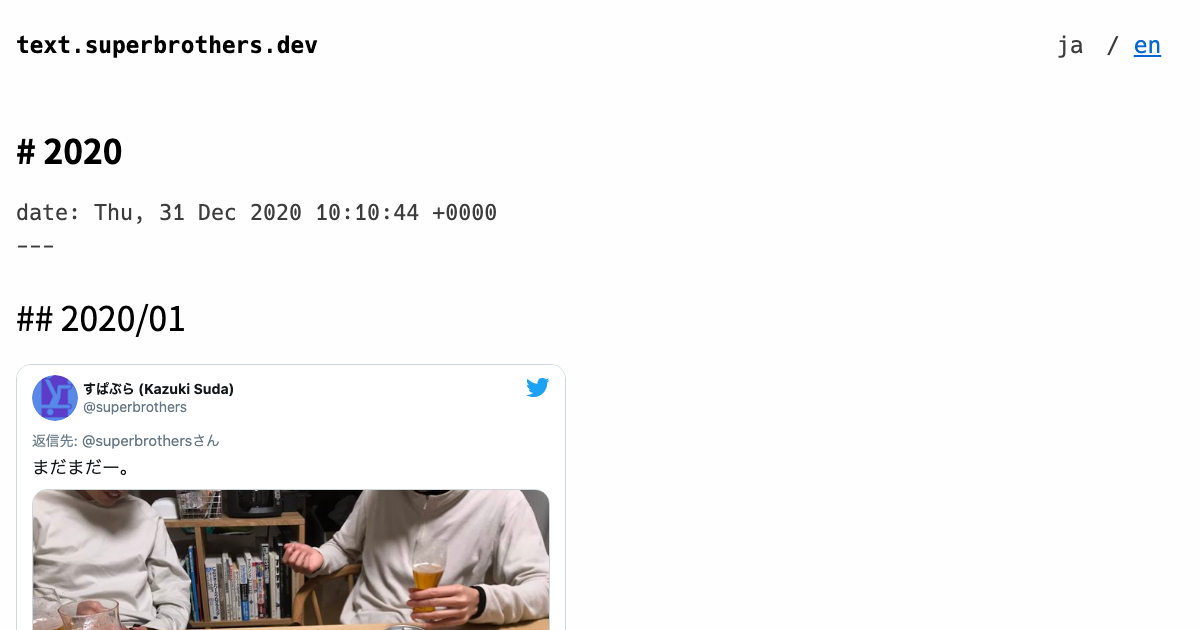 text.superbrothers.dev
ja / en
# 2020
date: Thu, 31 Dec 2020 10:10:44 +0000
---
## 2020/01
すぱぶら (Kazuki Suda)
@superbrothers
返信先: @superbrothersさん
まだまだー。